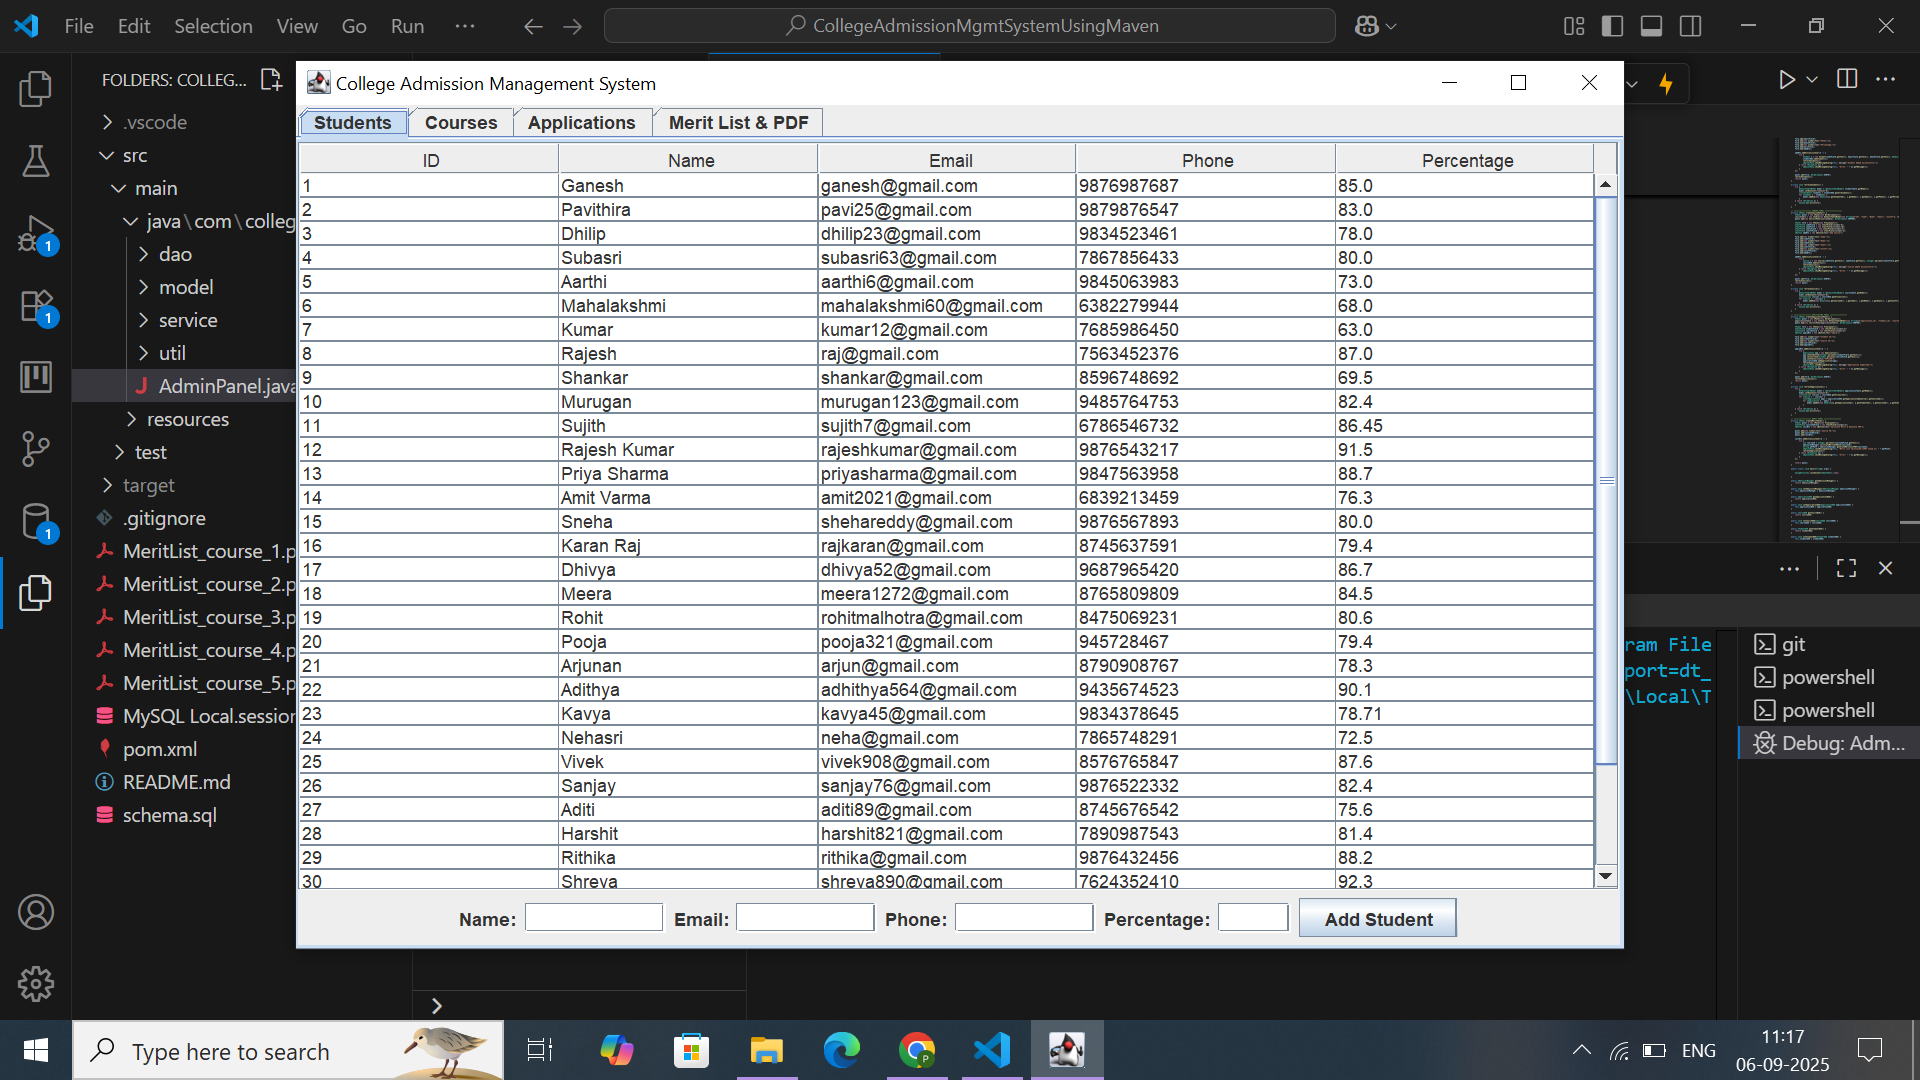 File Edit Selection View Go Run ··· CollegeAdmissionMgmtSystemUsingMaven
FOLDERS: COLLEG...
.vscode
src
main
java\com\colleg
dao
model
service
util
AdminPanel.java
resources
test
target
.gitignore
MeritList_course_1.p
MeritList_course_2.p
MeritList_course_3.p
MeritList_course_4.p
MeritList_course_5.p
MySQL Local.session
pom.xml
README.md
schema.sql
1
1
1
College Admission Management System
Students Courses Applications Merit List & PDF
ID Name Email Phone Percentage
1 Ganesh ganesh@gmail.com 9876987687 85.0
2 Pavithira pavi25@gmail.com 9879876547 83.0
3 Dhilip dhilip23@gmail.com 9834523461 78.0
4 Subasri subasri63@gmail.com 7867856433 80.0
5 Aarthi aarthi6@gmail.com 9845063983 73.0
6 Mahalakshmi mahalakshmi60@gmail.com 6382279944 68.0
7 Kumar kumar12@gmail.com 7685986450 63.0
8 Rajesh raj@gmail.com 7563452376 87.0
9 Shankar shankar@gmail.com 8596748692 69.5
10 Murugan murugan123@gmail.com 9485764753 82.4
11 Sujith sujith7@gmail.com 6786546732 86.45
12 Rajesh Kumar rajeshkumar@gmail.com 9876543217 91.5
13 Priya Sharma priyasharma@gmail.com 9847563958 88.7
14 Amit Varma amit2021@gmail.com 6839213459 76.3
15 Sneha shehareddy@gmail.com 9876567893 80.0
16 Karan Raj rajkaran@gmail.com 8745637591 79.4
17 Dhivya dhivya52@gmail.com 9687965420 86.7
18 Meera meera1272@gmail.com 8765809809 84.5
19 Rohit rohitmalhotra@gmail.com 8475069231 80.6
20 Pooja pooja321@gmail.com 945728467 79.4
21 Arjunan arjun@gmail.com 8790908767 78.3
22 Adithya adhithya564@gmail.com 9435674523 90.1
23 Kavya kavya45@gmail.com 9834378645 78.71
24 Nehasri neha@gmail.com 7865748291 72.5
25 Vivek vivek908@gmail.com 8576765847 87.6
26 Sanjay sanjay76@gmail.com 9876522332 82.4
27 Aditi aditi89@gmail.com 8745676542 75.6
28 Harshit harshit821@gmail.com 7890987543 81.4
29 Rithika rithika@gmail.com 9876432456 88.2
30 Shreya shreya890@gmail.com 7624352410 92.3
Name: Email: Phone: Percentage: Add Student
ram File
port=dt_
\Local\T
git
powershell
powershell
Debug: Adm...
Type here to search
ENG
11:17
06-09-2025